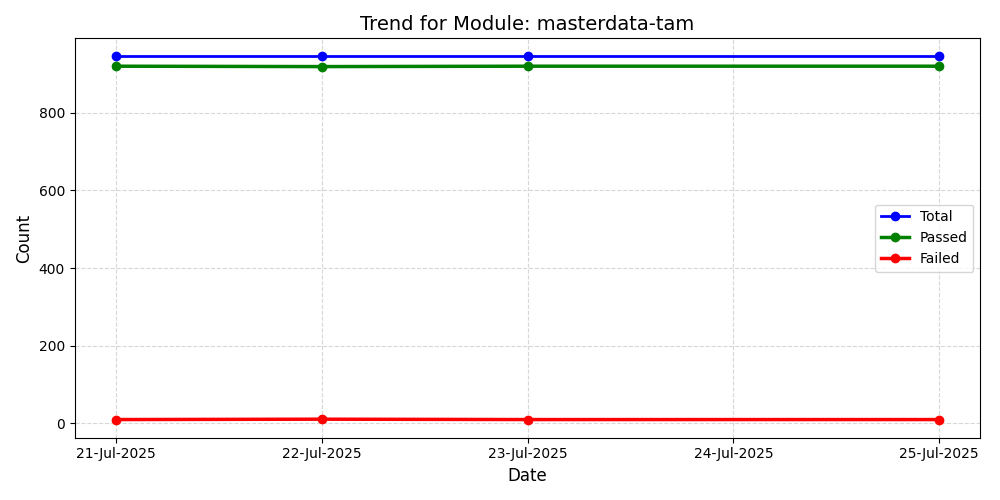 Trend for Module: masterdata-tam
Count
800
600
400
200
0
Total
Passed
Failed
21-Jul-2025
22-Jul-2025
23-Jul-2025
24-Jul-2025
25-Jul-2025
Date